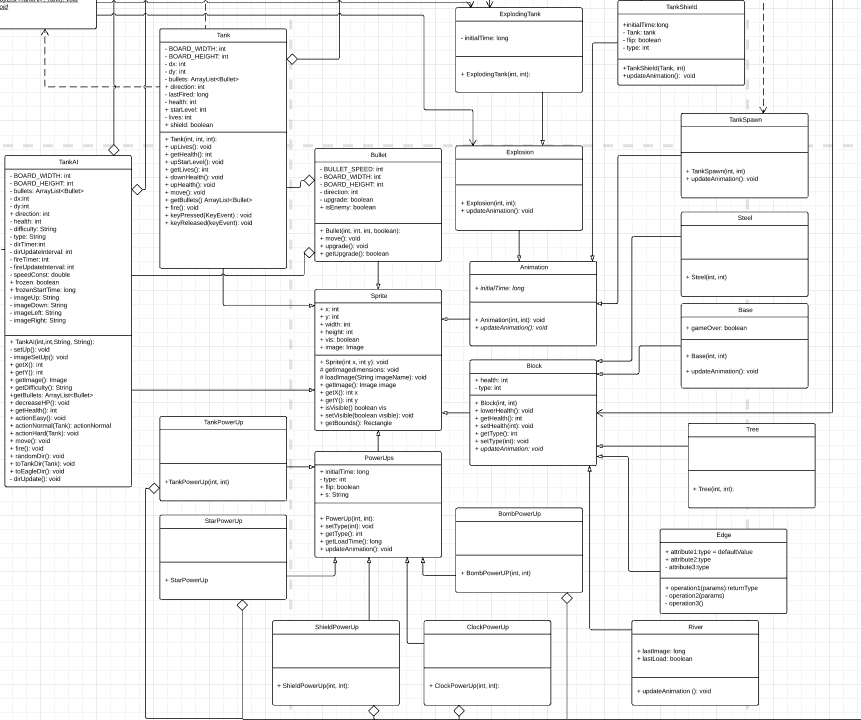 void
Tank
- BOARD_WIDTH: int
- BOARD_HEIGHT: int
- dx: int
- dy: int
- bullets: ArrayList<Bullet>
+ direction: int
- lastFired: long
- health: int
+ starLevel: int
- lives: int
+ shield: boolean
+ Tank(int, int, int):
+ upLives(): void
+ getHealth(): int
+ upStarLevel(): void
+ getLives(): int
+ downHealth(): void
+ upHealth(): void
+ move(): void
+ getBullets() ArrayList<Bullet>
+ fire(): void
+ keyPressed(KeyEvent) : void
+ keyReleased(keyEvent): void
ExplodingTank
- initialTime: long
+ ExplodingTank(int, int):
TankShield
+initialTime:long
- Tank: tank
- flip: boolean
- type: int
+TankShield(Tank, int)
+updateAnimation(): void
TankSpawn
+ TankSpawn(int, int)
+ updateAnimation(): void
TankAI
- BOARD_WIDTH: int
- BOARD_HEIGHT: int
- bullets: ArrayList<Bullet>
- dx:int
- dy:int
+ direction: int
- health: int
- difficulty: String
- type: String
- dirTimer:int
- dirUpdateInterval: int
- fireTimer: int
- fireUpdateInterval: int
- speedConst: double
+ frozen: boolean
+ frozenStartTime: long
- imageUp: String
- imageDown: String
- imageLeft: String
- imageRight: String
+ TankAI(int,int,String, String):
- setUp(): void
- imageSetUp(): void
+ getX(): int
+ getY(): int
+ getImage(): Image
+ getDifficulty(): String
+getBullets: ArrayList<Bullet>
+ decreaseHP(): void
+ getHealth(): int
+ actionEasy(): void
+ actionNormal(Tank): actionNormal
+ actionHard(Tank): void
+ move(): void
+ fire(): void
- randomDir(): void
+ toTankDir(Tank): void
+ toEagleDir(): void
- dirUpdate(): void
Bullet
- BULLET_SPEED: int
- BOARD_WIDTH: int
- BOARD_HEIGHT: int
- direction: int
- upgrade: boolean
+ isEnemy: boolean
+ Bullet(int, int, int, boolean):
+ move(): void
+ upgrade(): void
+ getUpgrade(): boolean
Explosion
+ Explosion(int, int):
+ updateAnimation(): void
Steel
+ Steel(int, int)
Animation
+ initialTime: long
+ Animation(int, int): void
+ updateAnimation(): void
Sprite
+ x: int
+ y: int
+ width: int
+ height: int
+ vis: boolean
+ image: Image
+ Sprite(int x, int y): void
# getImagedimensions: void
# loadImage(String imageName): void
+ getImage(): Image image
+ getX(): int x
+ getY(): int y
+ isVisible() boolean vis
+ setVisible(boolean visible): void
+ getBounds(): Rectangle
Base
+ gameOver: boolean
+ Base(int, int):
+ updateAnimation(): void
Block
+ health: int
- type: int
+ Block(int, int):
+ lowerHealth(): void
+ getHealth(): int
+ setHealth(int): void
+ getType(): int
+ setType(int): void
+ updateAnimation: void
TankPowerUp
+TankPowerUp(int, int)
Tree
+ Tree(int, int):
PowerUps
+ initialTime: long
- type: int
+ flip: boolean
+ s: String
+ PowerUp(int, int):
+ setType(int): void
+ getType(): int
+ getLoadTime(): long
+ updateAnimation(): void
StarPowerUp
+ StarPowerUp
BombPowerUp
+ BombPowerUP(int, int)
Edge
+ attribute1:type = defaultValue
+ attribute2:type
- attribute3:type
+ operation1(params):returnType
- operation2(params)
- operation3()
ShieldPowerUp
+ ShieldPowerUp(int, int):
ClockPowerUp
+ ClockPowerUp(int, int):
River
+ lastImage: long
+ lastLoad: boolean
+ updateAnimation (): void